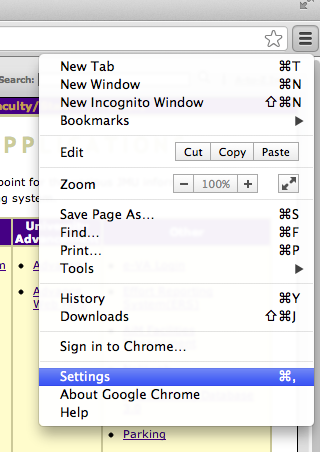 Search:
New Tab ⌘T
New Window ⌘N
New Incognito Window ⇧⌘N
Bookmarks ▶
aculty/
Edit Cut Copy Paste
Zoom − 100% +
Save Page As... ⌘S
Find... ⌘F
Print... ⌘P
Tools ▶
History ⌘Y
Downloads ⇧⌘J
Sign in to Chrome...
Settings ⌘,
About Google Chrome
Help
Parking